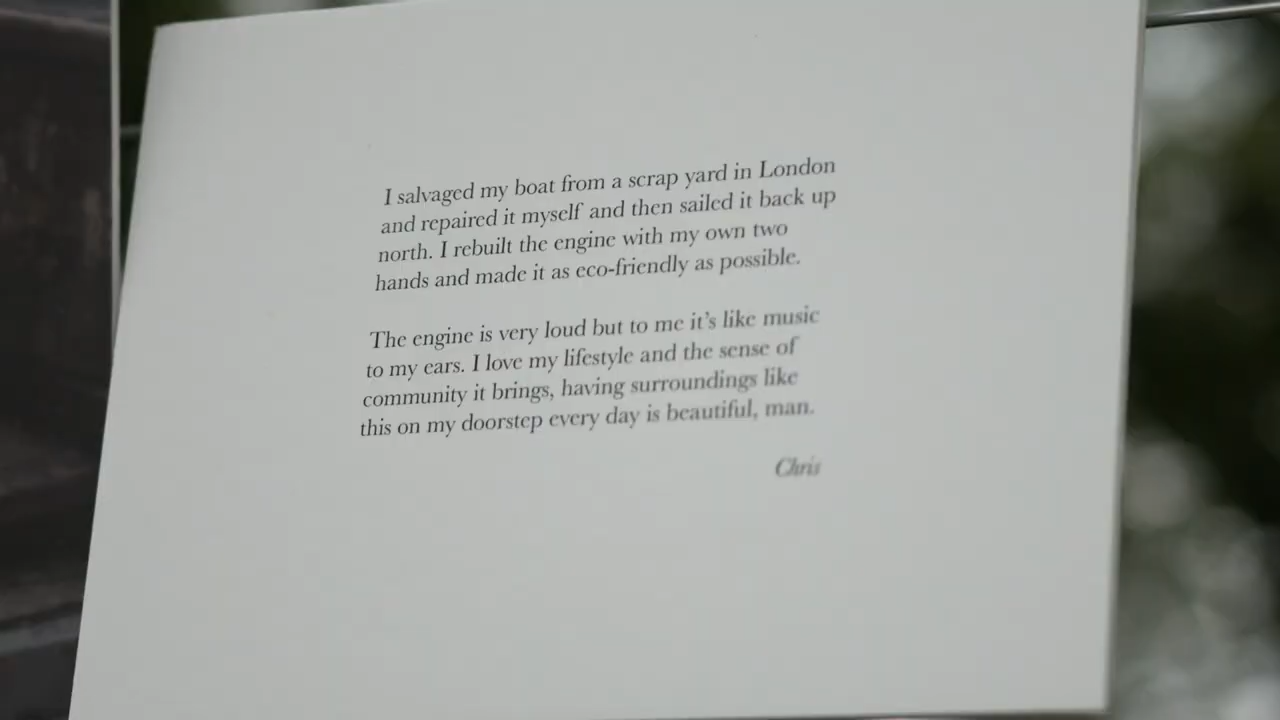 I salvaged my boat from a scrap yard in London
and repaired it myself and then sailed it back up
north. I rebuilt the engine with my own two
hands and made it as eco-friendly as possible.
The engine is very loud but to me it's like music
to my ears. I love my lifestyle and the sense of
community it brings, having surroundings like
this on my doorstep every day is beautiful, man.
Chris